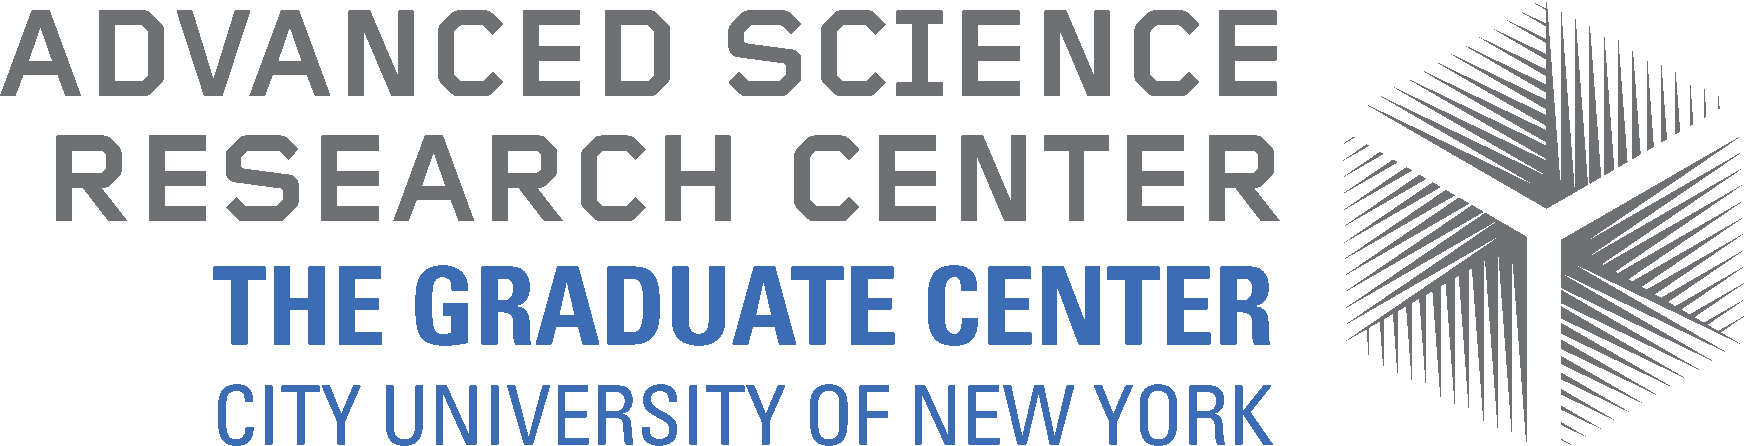 ADVANCED SCIENCE
RESEARCH CENTER
THE GRADUATE CENTER
CITY UNIVERSITY OF NEW YORK